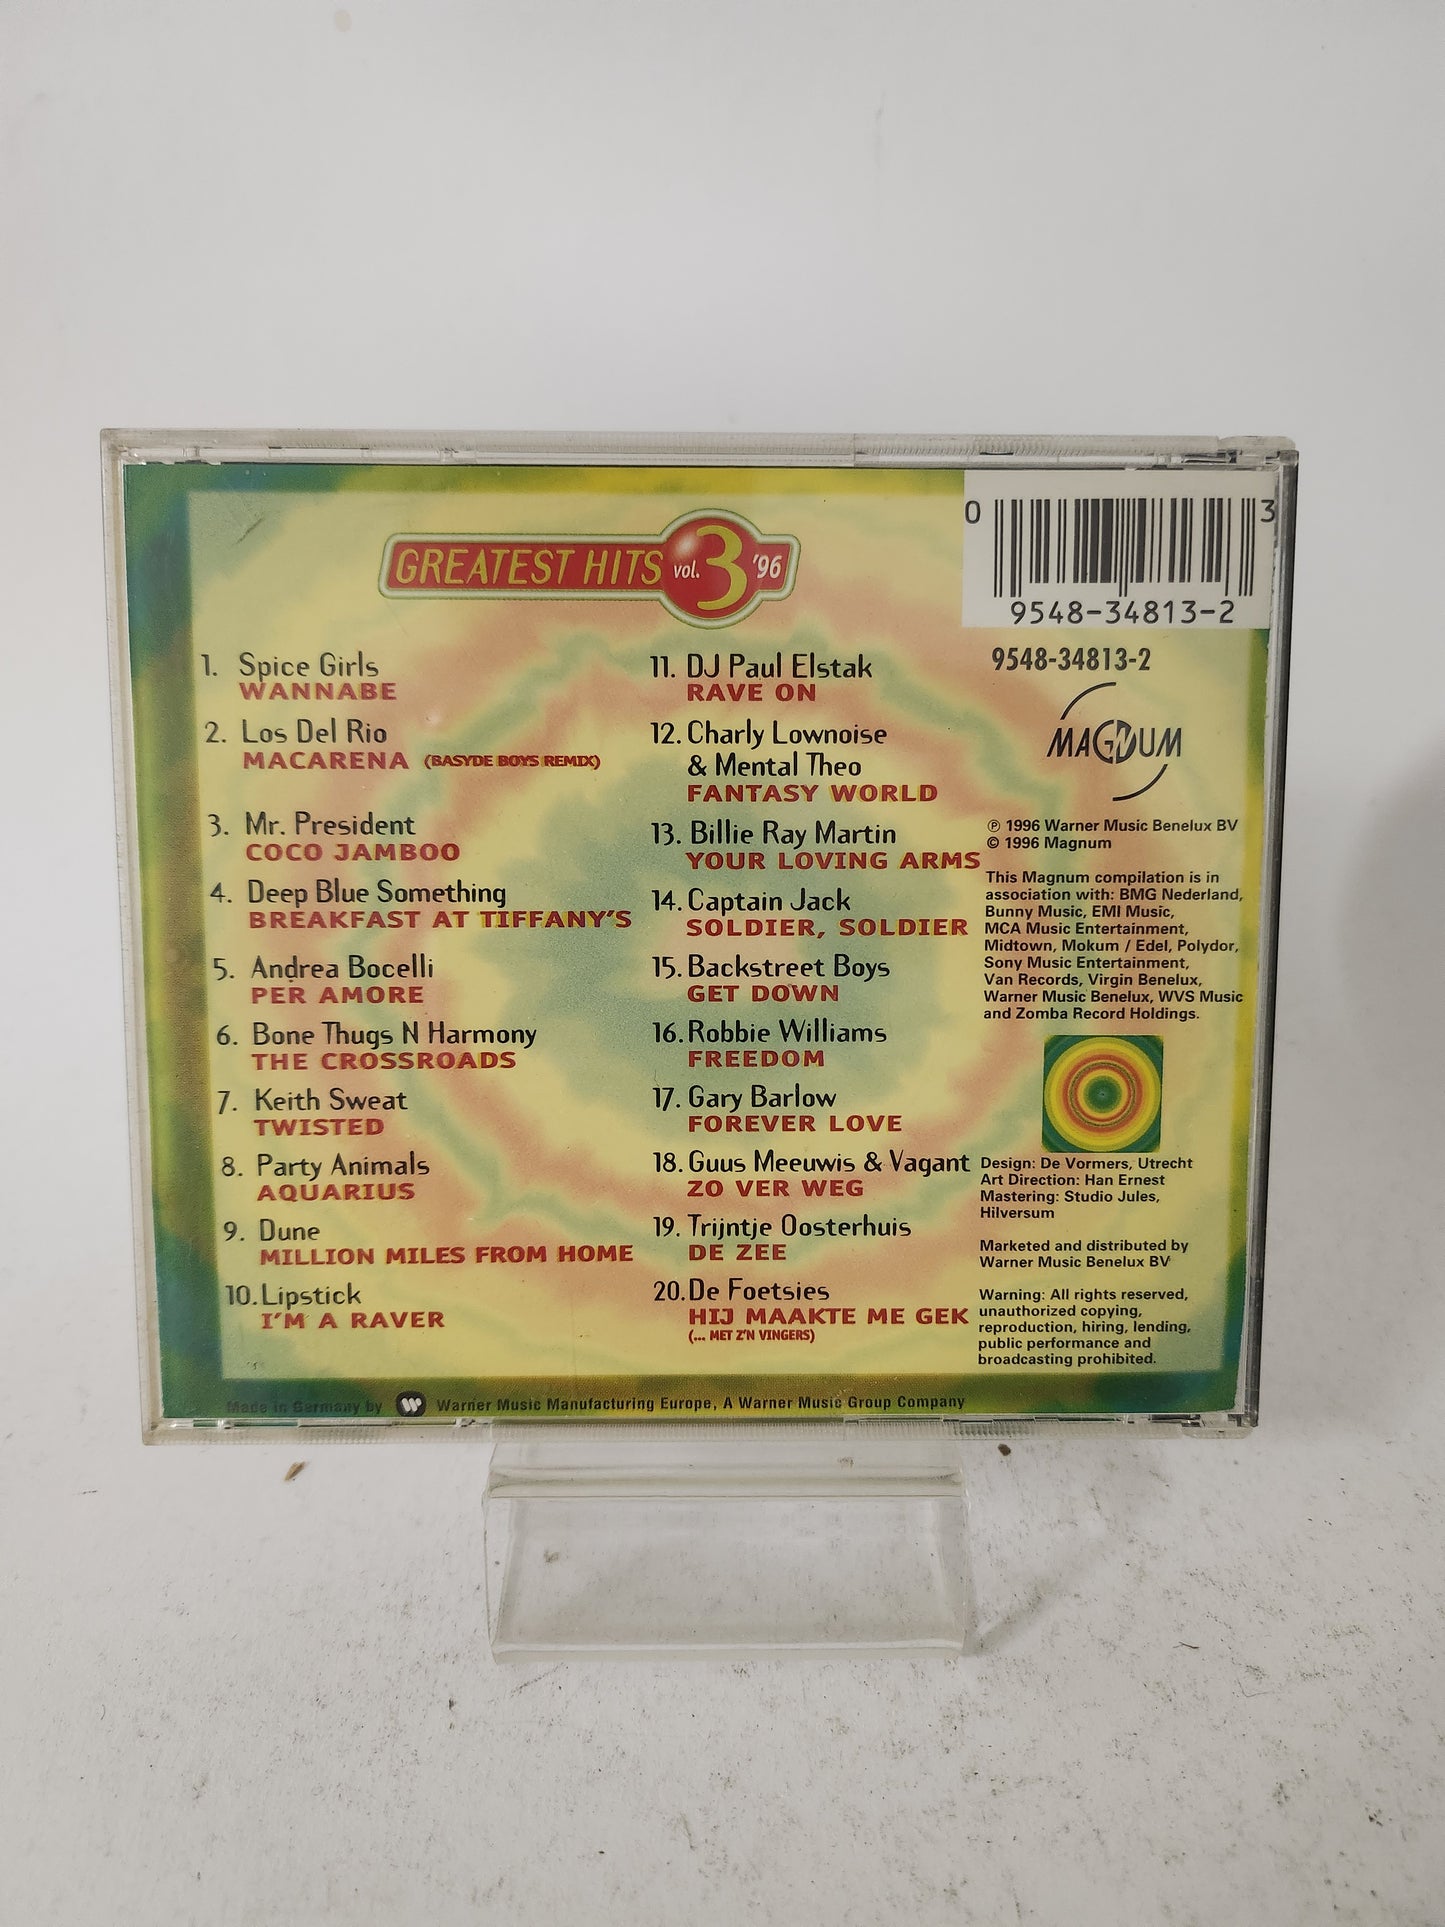 GREATEST HITS vol. 3 '96
0 3
9548-34813-2
1. Spice Girls
WANNABE
2. Los Del Rio
MACARENA (BASYDE BOYS REMIX)
3. Mr. President
COCO JAMBOO
4. Deep Blue Something
BREAKFAST AT TIFFANY'S
5. Andrea Bocelli
PER AMORE
6. Bone Thugs N Harmony
THE CROSSROADS
7. Keith Sweat
TWISTED
8. Party Animals
AQUARIUS
9. Dune
MILLION MILES FROM HOME
10. Lipstick
I'M A RAVER
11. DJ Paul Elstak
RAVE ON
12. Charly Lownoise
& Mental Theo
FANTASY WORLD
13. Billie Ray Martin
YOUR LOVING ARMS
14. Captain Jack
SOLDIER, SOLDIER
15. Backstreet Boys
GET DOWN
16. Robbie Williams
FREEDOM
17. Gary Barlow
FOREVER LOVE
18. Guus Meeuwis & Vagant
ZO VER WEG
19. Trijntje Oosterhuis
DE ZEE
20. De Foetsies
HIJ MAAKTE ME GEK
(... MET Z'N VINGERS)
9548-34813-2
MAGNUM
℗ 1996 Warner Music Benelux BV
© 1996 Magnum
This Magnum compilation is in
association with: BMG Nederland,
Bunny Music, EMI Music,
MCA Music Entertainment,
Midtown, Mokum / Edel, Polydor,
Sony Music Entertainment,
Van Records, Virgin Benelux,
Warner Music Benelux, WVS Music
and Zomba Record Holdings.
Design: De Vormers, Utrecht
Art Direction: Han Ernest
Mastering: Studio Jules,
Hilversum
Marketed and distributed by
Warner Music Benelux BV
Warning: All rights reserved,
unauthorized copying,
reproduction, hiring, lending,
public performance and
broadcasting prohibited.
Made in Germany by Warner Music Manufacturing Europe, A Warner Music Group Company